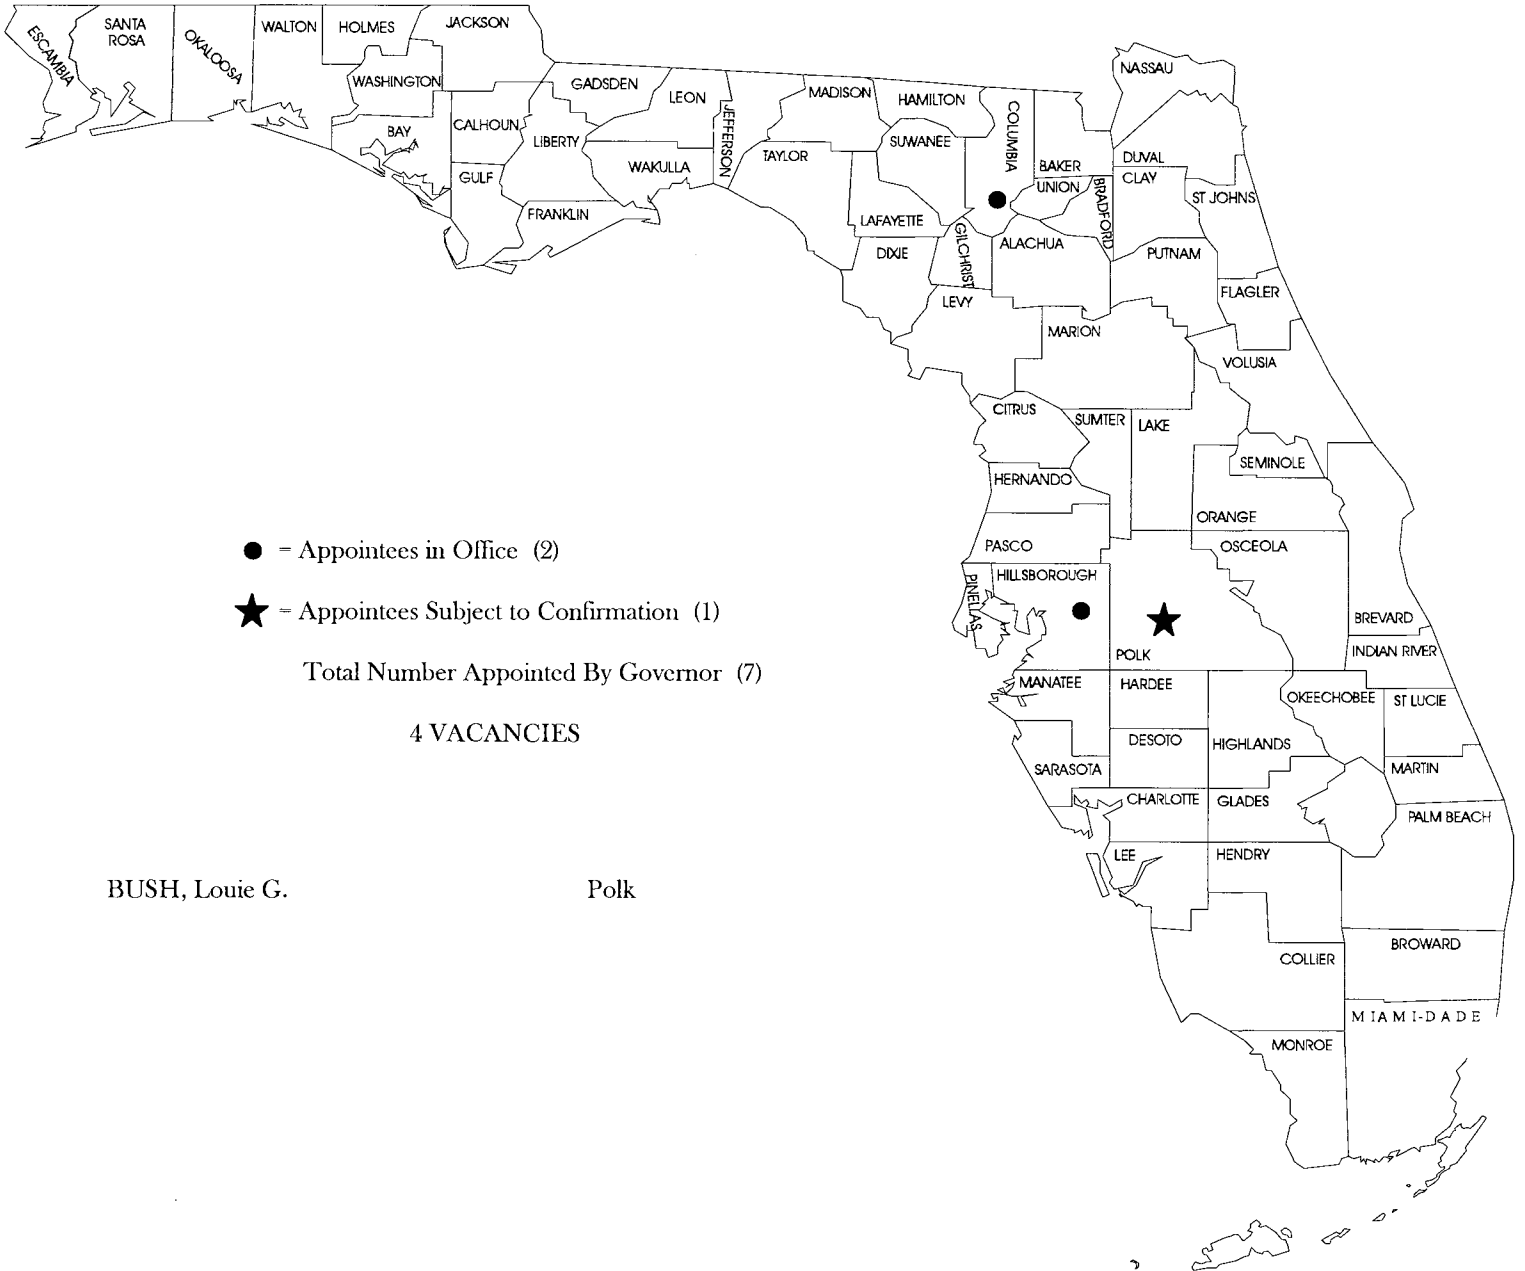 ESCAMBIA
SANTA
ROSA
OKALOOSA
WALTON
HOLMES
JACKSON
WASHINGTON
BAY
CALHOUN
GULF
GADSDEN
LIBERTY
FRANKLIN
LEON
WAKULLA
JEFFERSON
TAYLOR
MADISON
HAMILTON
SUWANEE
LAFAYETTE
DIXIE
COLUMBIA
GILCHRIST
BAKER
UNION
BRADFORD
NASSAU
DUVAL
CLAY
ST JOHNS
ALACHUA
PUTNAM
LEVY
FLAGLER
MARION
VOLUSIA
CITRUS
SUMTER
LAKE
SEMINOLE
HERNANDO
ORANGE
PASCO
OSCEOLA
PINELLAS
HILLSBOROUGH
POLK
BREVARD
INDIAN RIVER
MANATEE
HARDEE
OKEECHOBEE
ST LUCIE
DESOTO
HIGHLANDS
SARASOTA
MARTIN
CHARLOTTE
GLADES
PALM BEACH
LEE
HENDRY
BROWARD
COLLIER
MIAMI-DADE
MONROE
= Appointees in Office (2)
= Appointees Subject to Confirmation (1)
Total Number Appointed By Governor (7)
4 VACANCIES
BUSH, Louie G. Polk